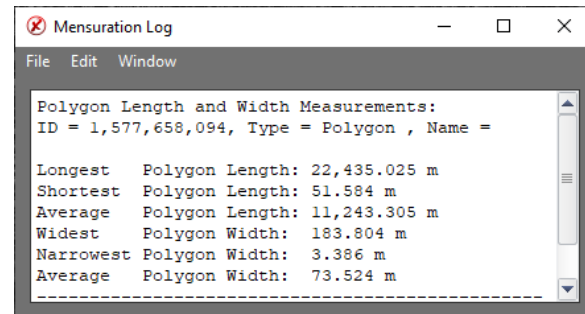 Mensuration Log
File Edit Window
Polygon Length and Width Measurements:
ID = 1,577,658,094, Type = Polygon , Name =
Longest Polygon Length: 22,435.025 m
Shortest Polygon Length: 51.584 m
Average Polygon Length: 11,243.305 m
Widest Polygon Width: 183.804 m
Narrowest Polygon Width: 3.386 m
Average Polygon Width: 73.524 m
---------------------------------------------------